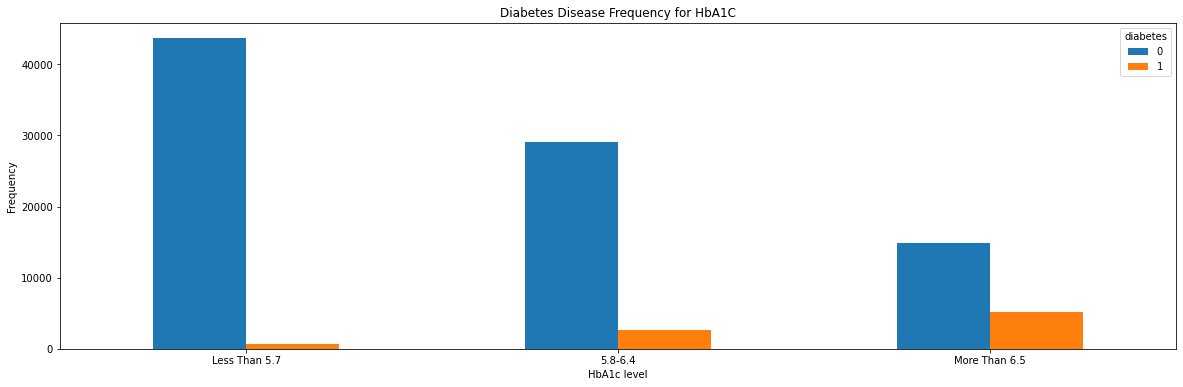 Diabetes Disease Frequency for HbA1C
diabetes
0
1
Frequency
40000
30000
20000
10000
0
Less Than 5.7
5.8-6.4
More Than 6.5
HbA1c level